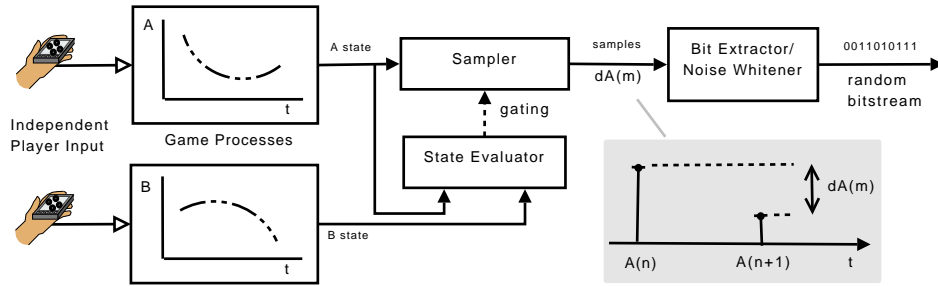 A
t
Independent
Player Input
Game Processes
B
t
A state
B state
Sampler
gating
State Evaluator
samples
dA(m)
Bit Extractor/
Noise Whitener
0011010111
random
bitstream
dA(m)
A(n)
A(n+1)
t